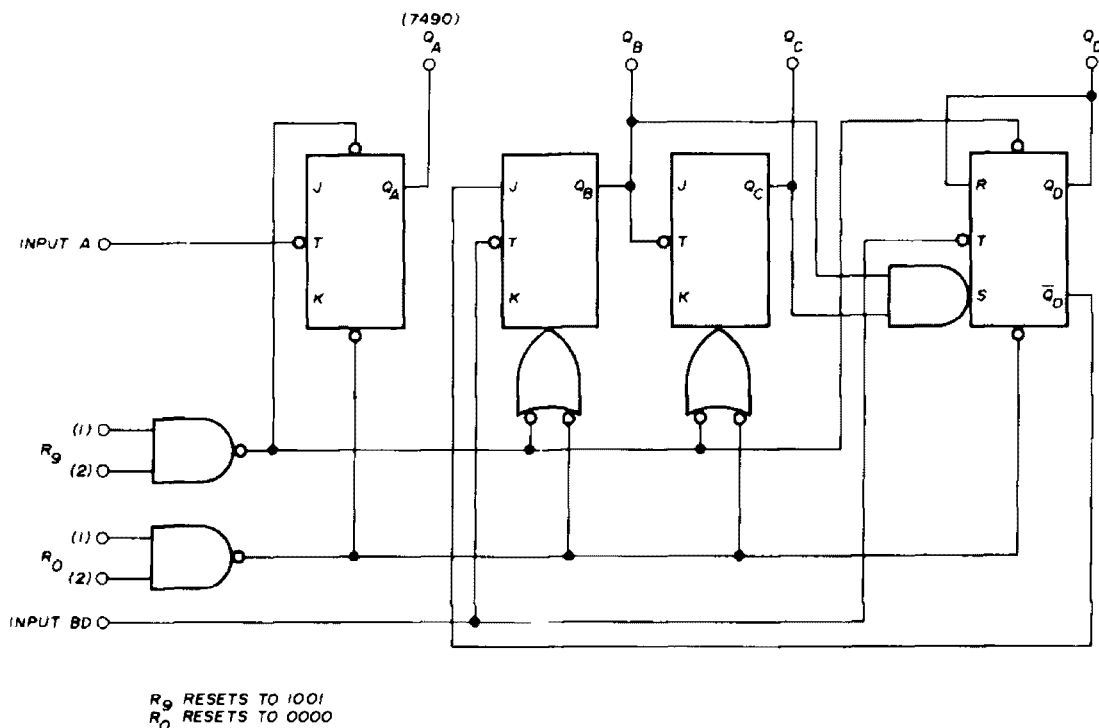 (7490)
Q_A Q_B Q_C Q_D
J Q_A J Q_B J Q_C R Q_D
INPUT A T T T T
K K K S Q̅_D
(1)
R_9
(2)
(1)
R_0
(2)
INPUT BD
R_9 RESETS TO 1001
R_0 RESETS TO 0000